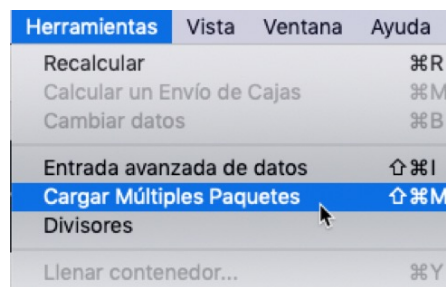 Herramientas Vista Ventana Ayuda
Recalcular ⌘R
Calcular un Envío de Cajas ⌘M
Cambiar datos ⌘B
Entrada avanzada de datos ⇧⌘I
Cargar Múltiples Paquetes ⇧⌘M
Divisores
Llenar contenedor... ⌘Y